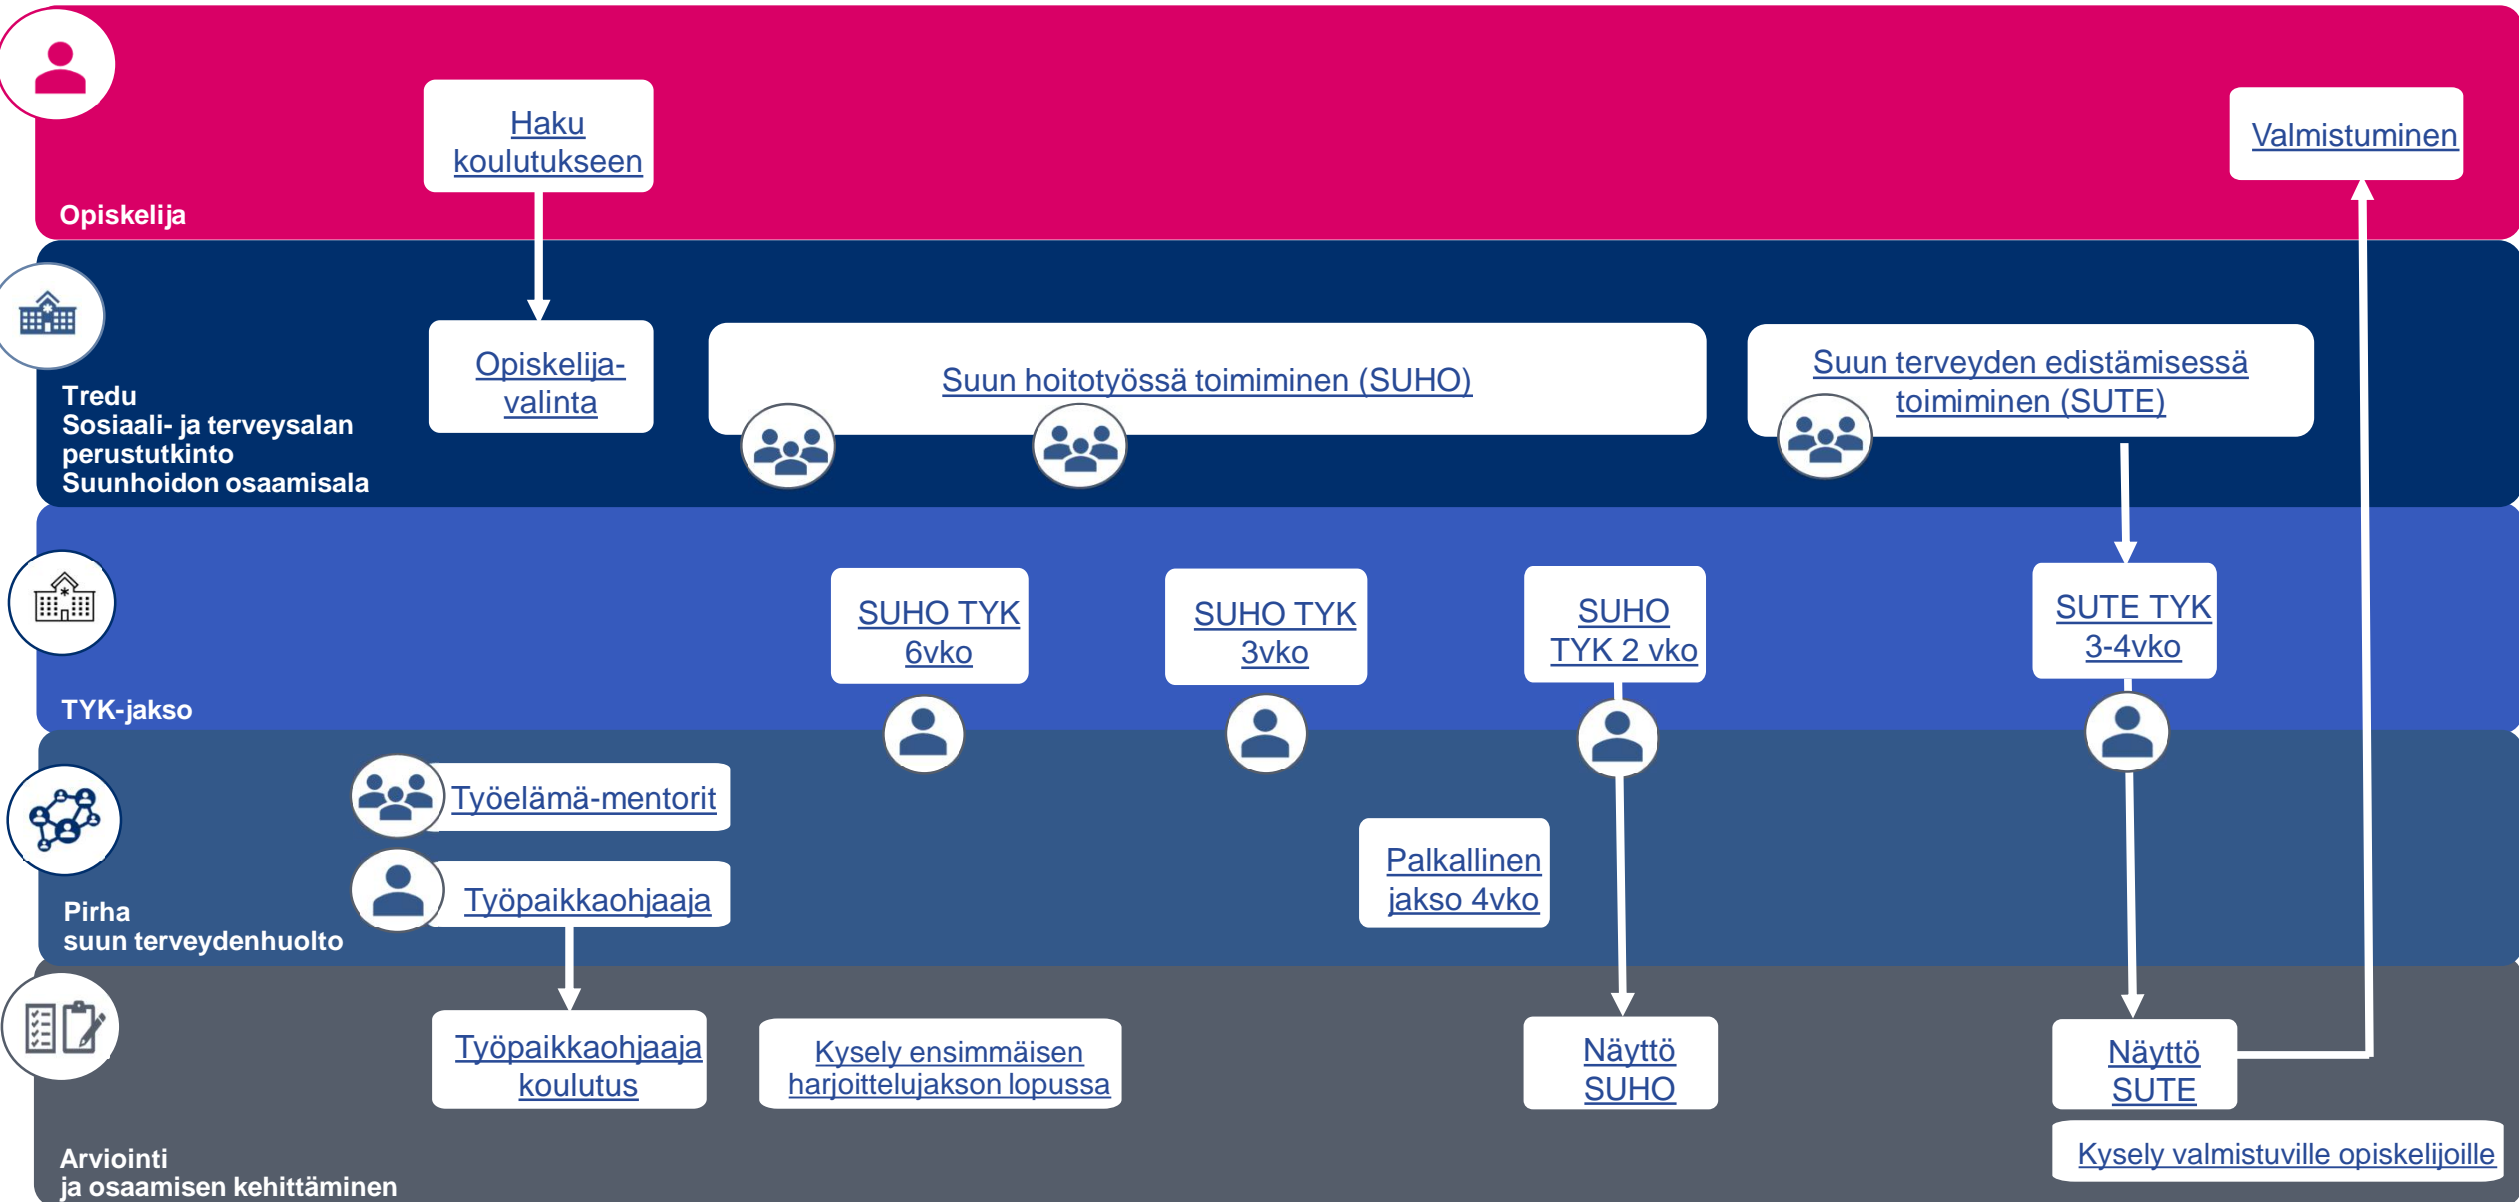 Haku
koulutukseen
Valmistuminen
Opiskelija
Opiskelija-
valinta
Suun hoitotyössä toimiminen (SUHO)
Suun terveyden edistämisessä
toimiminen (SUTE)
Tredu
Sosiaali- ja terveysalan
perustutkinto
Suunhoidon osaamisala
SUHO TYK
6vko
SUHO TYK
3vko
SUHO
TYK 2 vko
SUTE TYK
3-4vko
TYK-jakso
Työelämä-mentorit
Työpaikkaohjaaja
Palkallinen
jakso 4vko
Pirha
suun terveydenhuolto
Työpaikkaohjaaja
koulutus
Kysely ensimmäisen
harjoittelujakson lopussa
Näyttö
SUHO
Näyttö
SUTE
Kysely valmistuville opiskelijoille
Arviointi
ja osaamisen kehittäminen